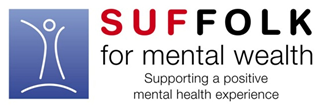 SUFFOLK
for mental wealth
Supporting a positive
mental health experience